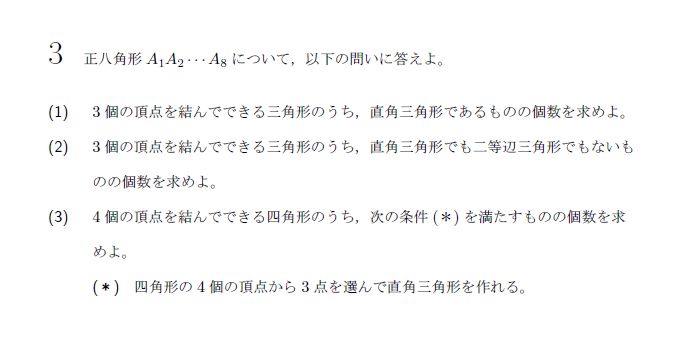 3 正八角形 A₁A₂⋯A₈ について，以下の問いに答えよ。
(1) 3 個の頂点を結んでできる三角形のうち，直角三角形であるものの個数を求めよ。
(2) 3 個の頂点を結んでできる三角形のうち，直角三角形でも二等辺三角形でもないも
のの個数を求めよ。
(3) 4 個の頂点を結んでできる四角形のうち，次の条件 (＊) を満たすものの個数を求
めよ。
(＊) 四角形の 4 個の頂点から 3 点を選んで直角三角形を作れる。